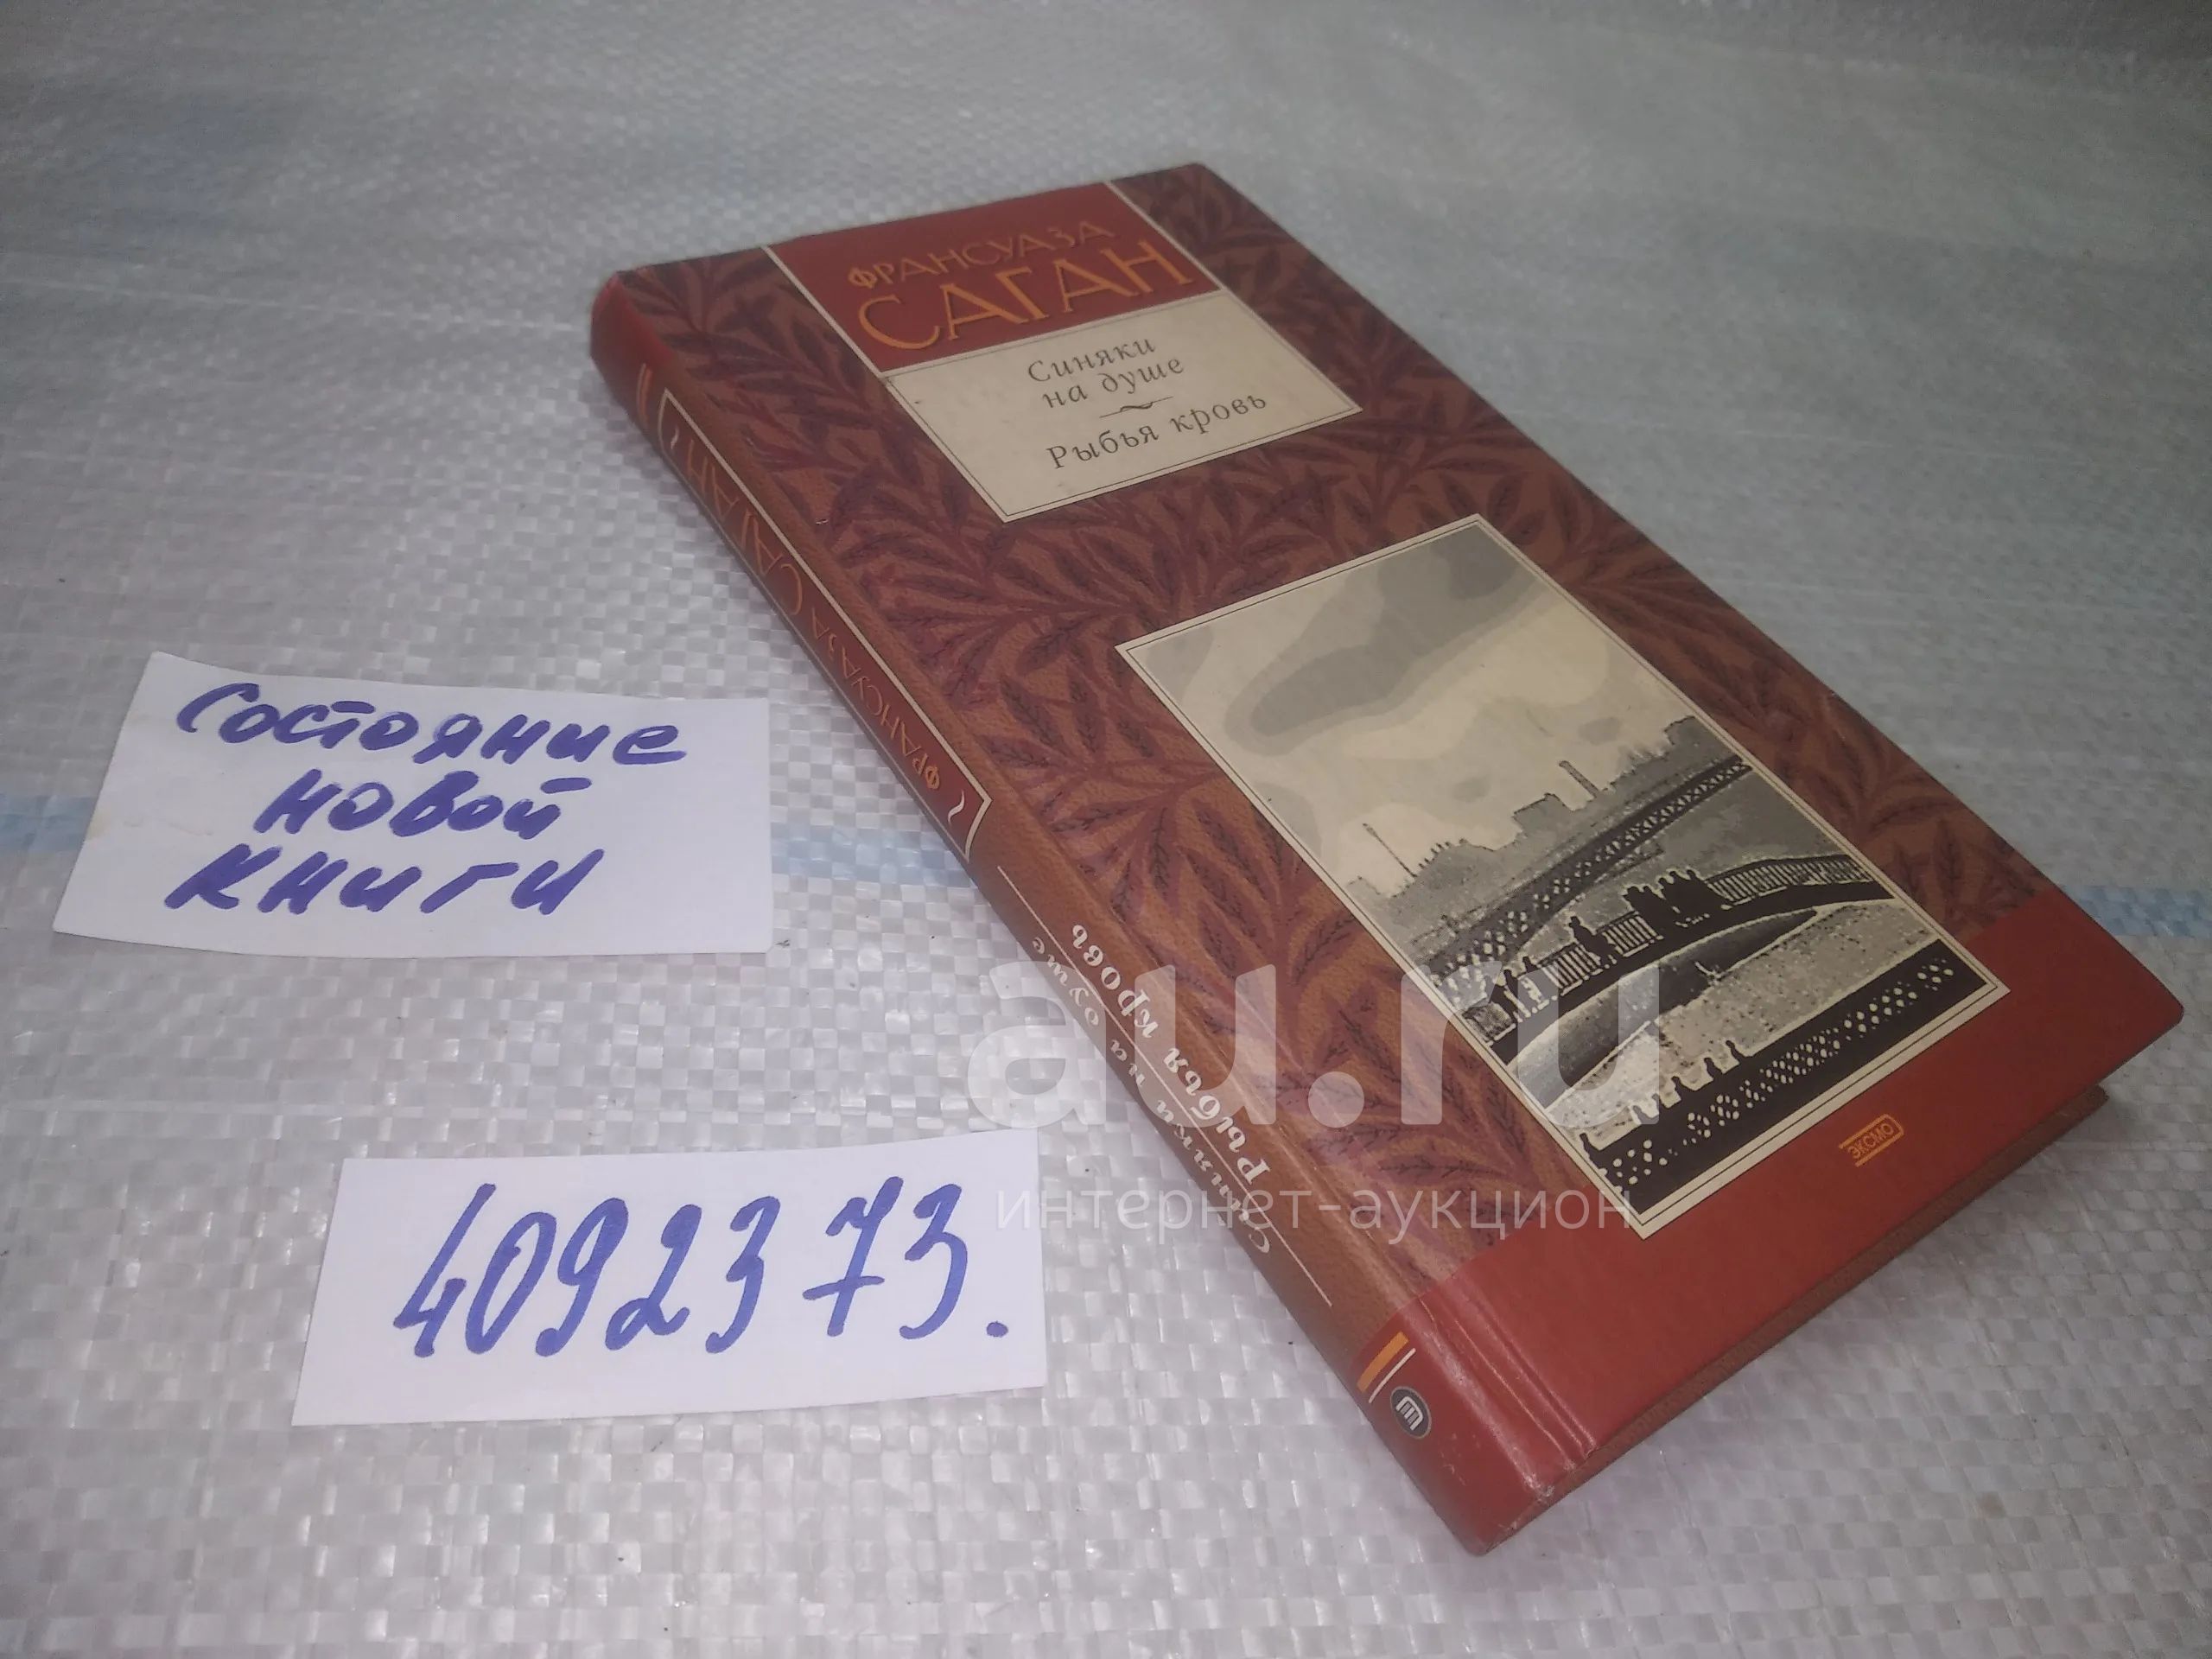 ФРАНСУАЗА
САГАН
Синяки
на душе
Рыбья кровь
ФРАНСУАЗА САГАН
Синяки на душе
Рыбья кровь
Состояние
новой
книги
4092373.
au.ru
интернет-аукцион
ЭКСМО